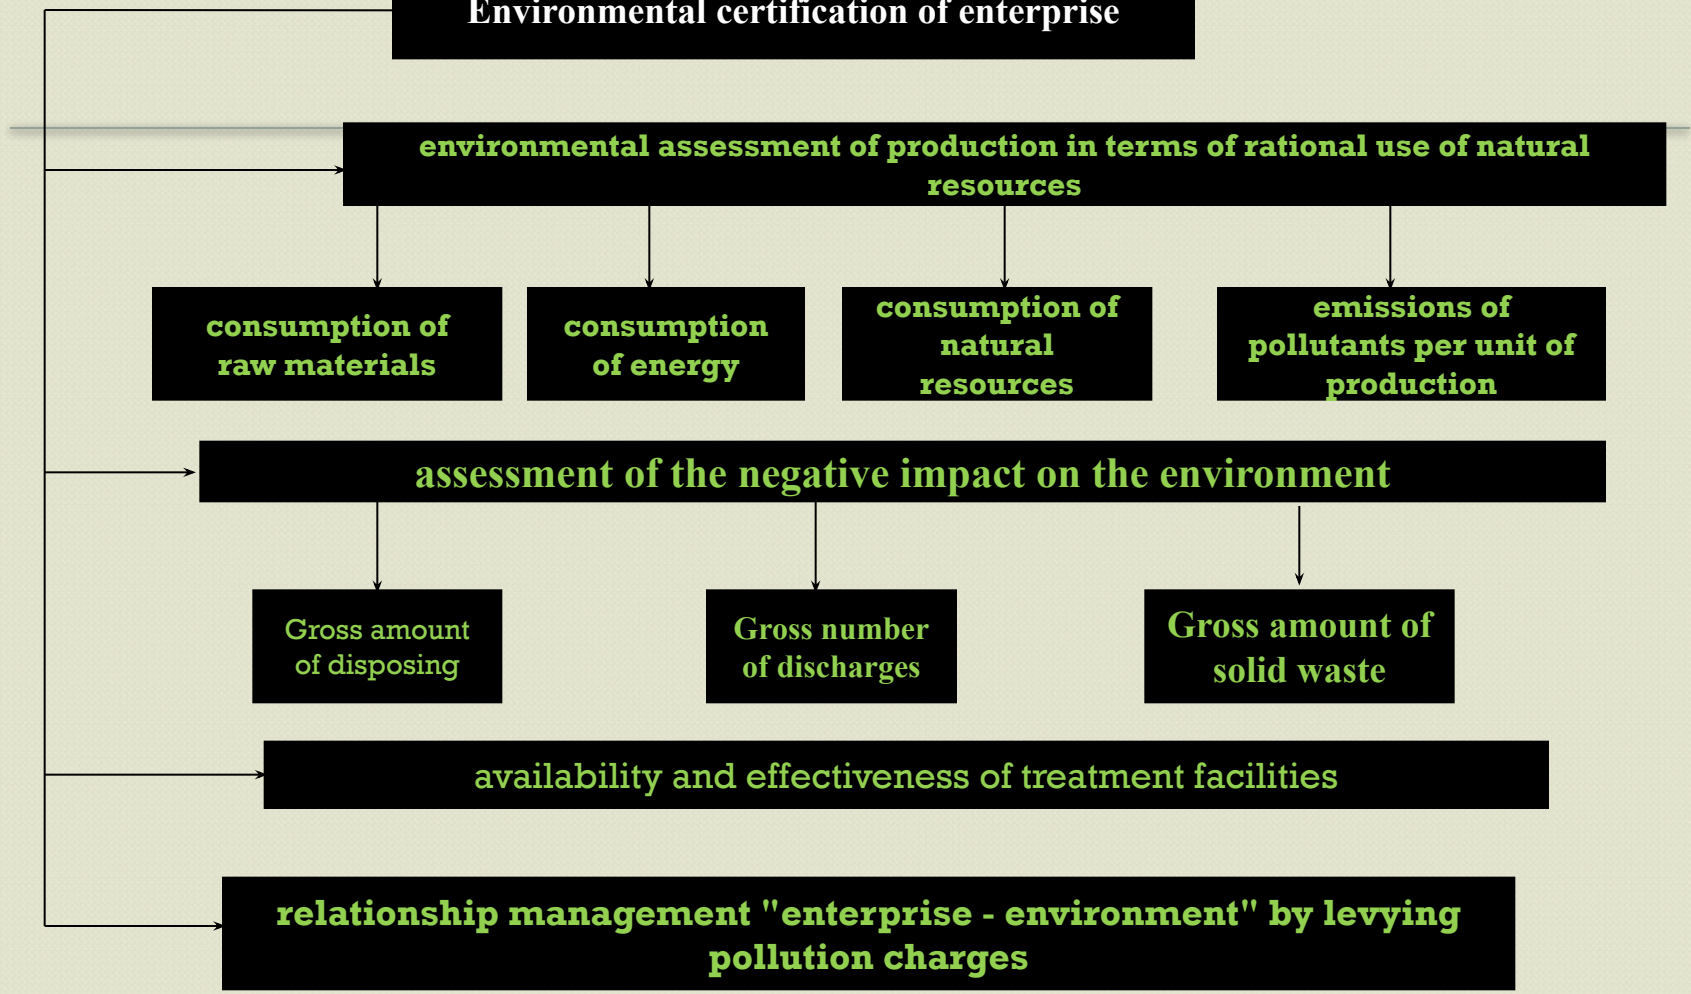 Environmental certification of enterprise
environmental assessment of production in terms of rational use of natural
resources
consumption of
raw materials
consumption
of energy
consumption of
natural
resources
emissions of
pollutants per unit of
production
assessment of the negative impact on the environment
Gross amount
of disposing
Gross number
of discharges
Gross amount of
solid waste
availability and effectiveness of treatment facilities
relationship management "enterprise - environment" by levying
pollution charges